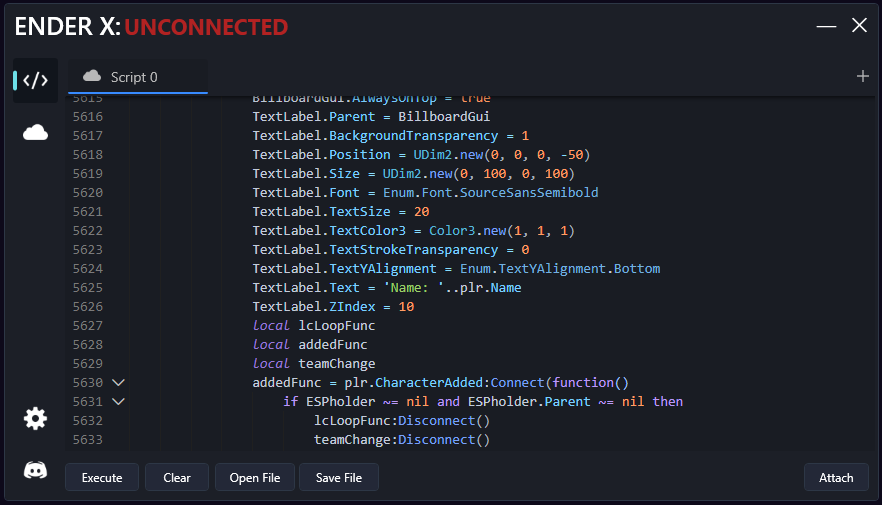 ENDER X: UNCONNECTED
Script 0
5615 BillboardGui.AlwaysOnTop = true
5616 TextLabel.Parent = BillboardGui
5617 TextLabel.BackgroundTransparency = 1
5618 TextLabel.Position = UDim2.new(0, 0, 0, -50)
5619 TextLabel.Size = UDim2.new(0, 100, 0, 100)
5620 TextLabel.Font = Enum.Font.SourceSansSemibold
5621 TextLabel.TextSize = 20
5622 TextLabel.TextColor3 = Color3.new(1, 1, 1)
5623 TextLabel.TextStrokeTransparency = 0
5624 TextLabel.TextYAlignment = Enum.TextYAlignment.Bottom
5625 TextLabel.Text = 'Name: '..plr.Name
5626 TextLabel.ZIndex = 10
5627 local lcLoopFunc
5628 local addedFunc
5629 local teamChange
5630 addedFunc = plr.CharacterAdded:Connect(function()
5631 if ESPholder ~= nil and ESPholder.Parent ~= nil then
5632 lcLoopFunc:Disconnect()
5633 teamChange:Disconnect()
Execute Clear Open File Save File Attach